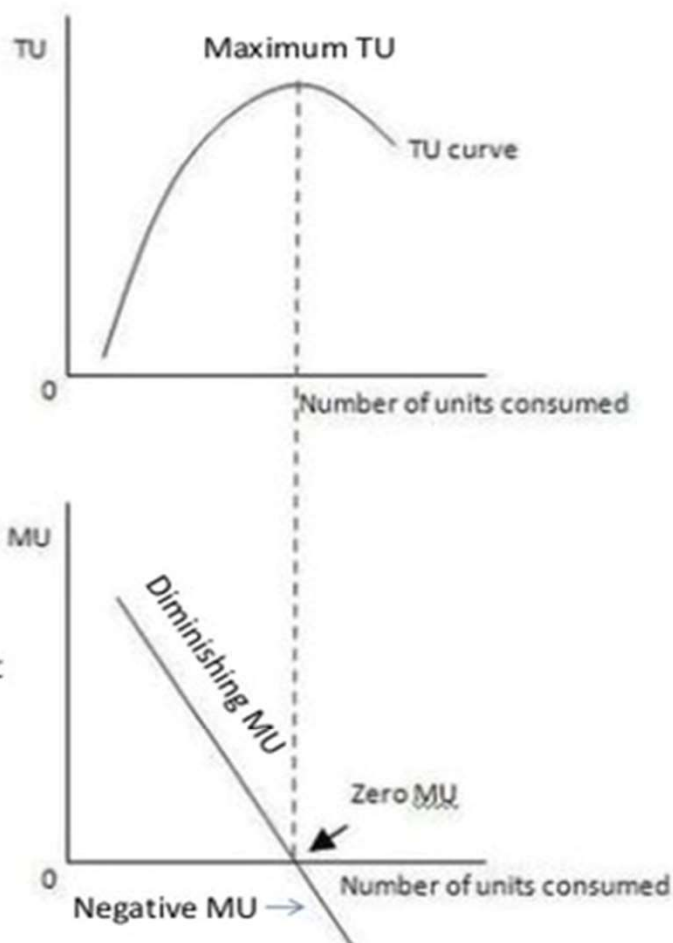 TU
Maximum TU
TU curve
0
Number of units consumed
MU
Diminishing MU
Zero MU
0
Number of units consumed
Negative MU